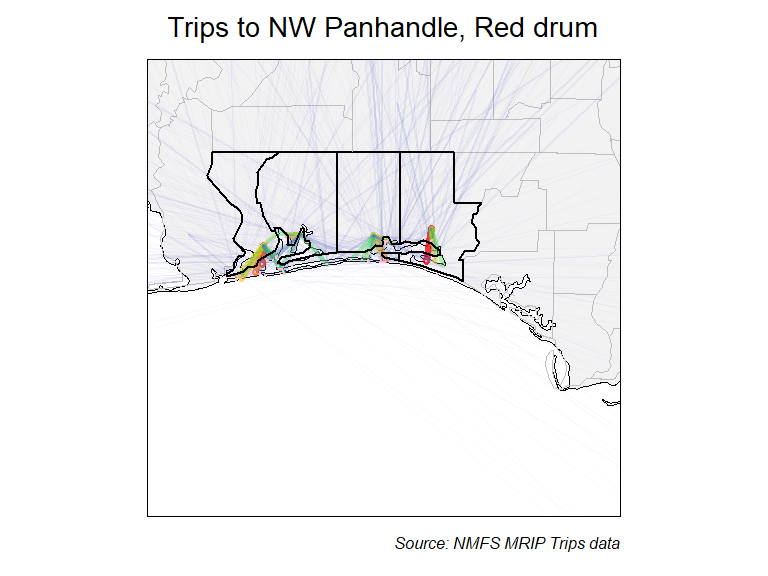 Trips to NW Panhandle, Red drum
Source: NMFS MRIP Trips data